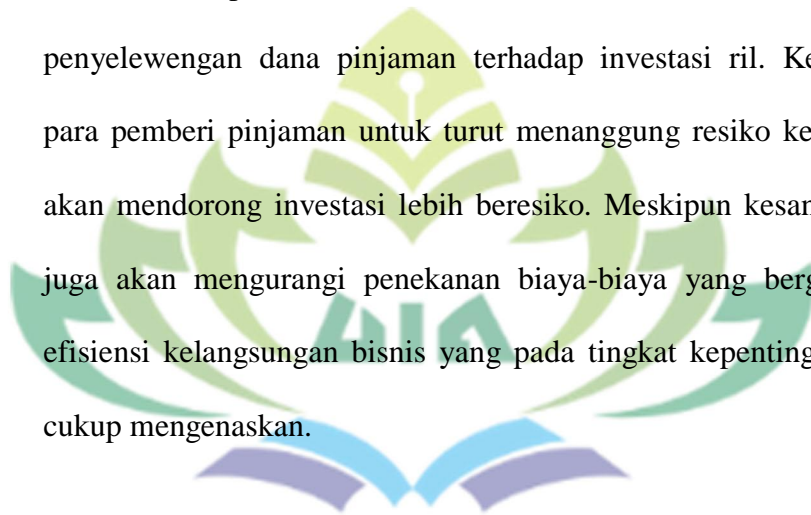 penyelewengan dana pinjaman terhadap investasi ril.
para pemberi pinjaman untuk turut menanggung resiko
akan mendorong investasi lebih beresiko. Meskipun
juga akan mengurangi penekanan biaya-biaya yang
efisiensi kelangsungan bisnis yang pada tingkat
cukup mengenaskan.